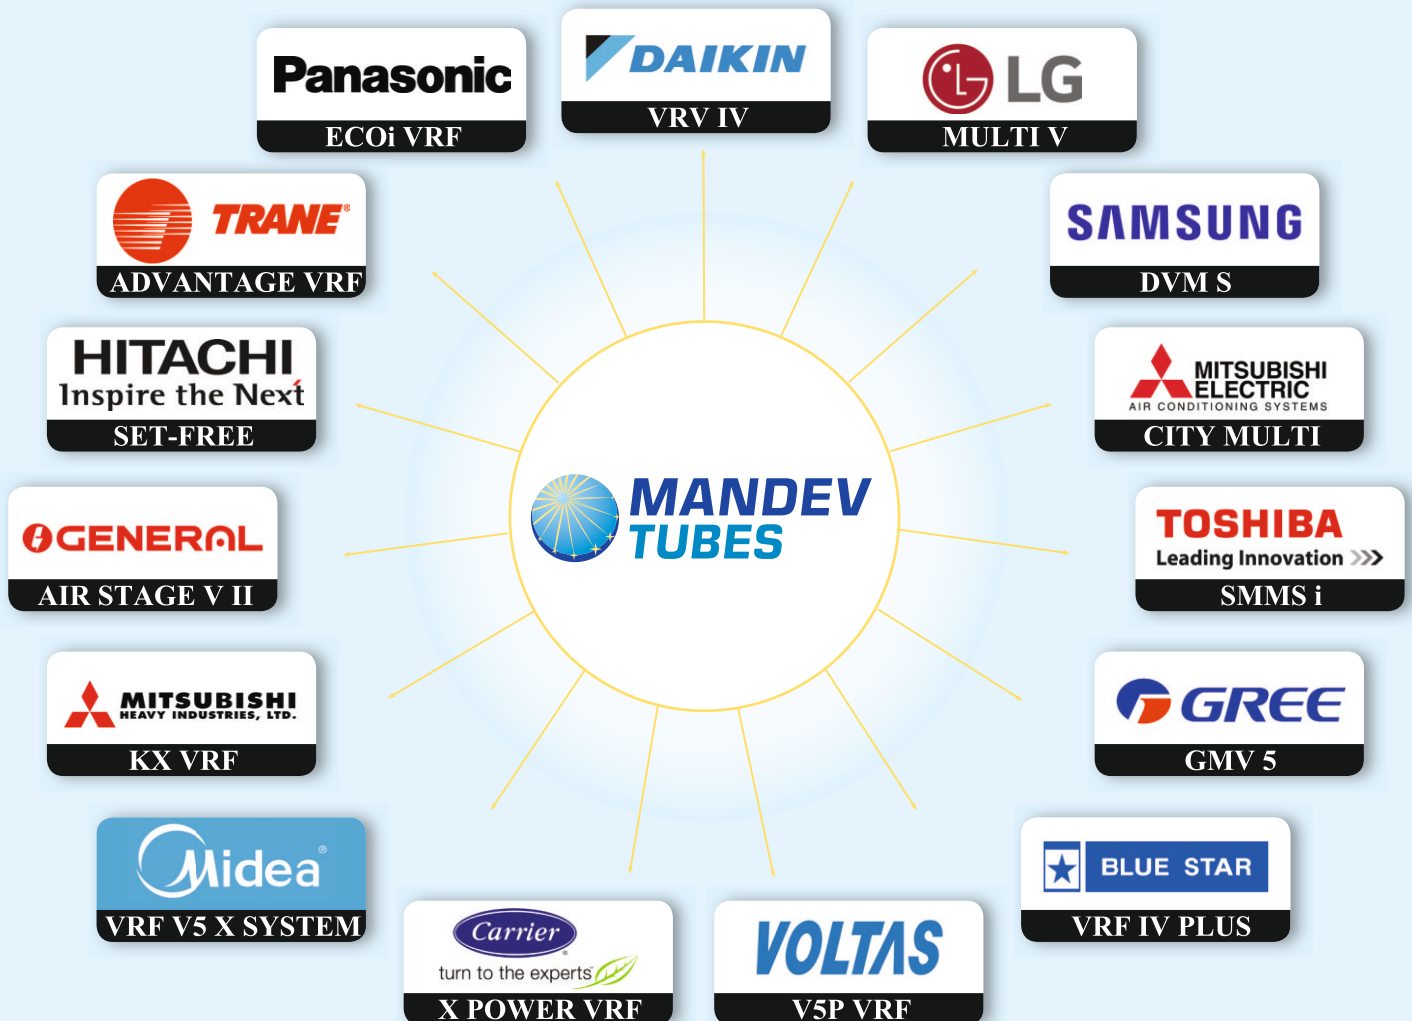 Panasonic
ECOi VRF
DAIKIN
VRV IV
LG
MULTI V
TRANE®
ADVANTAGE VRF
SAMSUNG
DVM S
HITACHI
Inspire the Next
SET-FREE
MITSUBISHI
ELECTRIC
AIR CONDITIONING SYSTEMS
CITY MULTI
MANDEV
TUBES
GENERAL
AIR STAGE V II
TOSHIBA
Leading Innovation >>>
SMMS i
MITSUBISHI
HEAVY INDUSTRIES, LTD.
KX VRF
GREE
GMV 5
Midea®
VRF V5 X SYSTEM
BLUE STAR
VRF IV PLUS
Carrier
turn to the experts
X POWER VRF
VOLTAS
V5P VRF